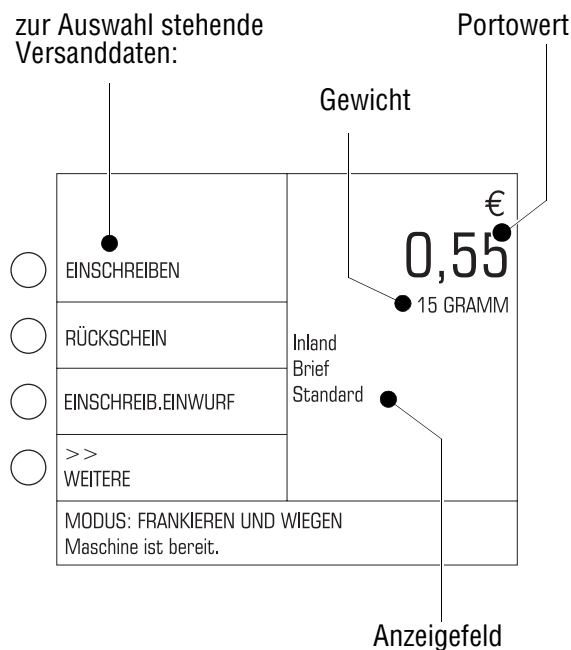 zur Auswahl stehende
Versanddaten:
Portowert
Gewicht
€
0,55
15 GRAMM
EINSCHREIBEN
RÜCKSCHEIN
EINSCHREIB.EINWURF
>>
WEITERE
Inland
Brief
Standard
MODUS: FRANKIEREN UND WIEGEN
Maschine ist bereit.
Anzeigefeld